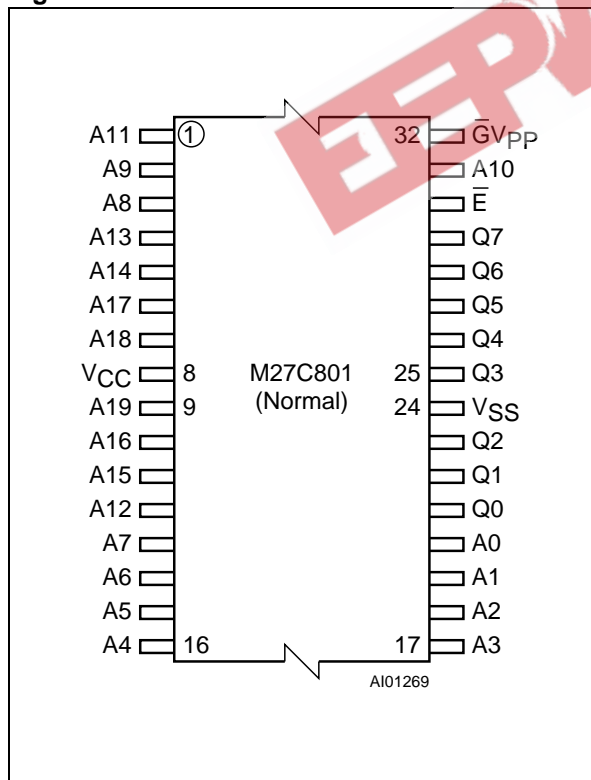 A11 ① 32 G̅VPP
A9 A10
A8 E̅
A13 Q7
A14 Q6
A17 Q5
A18 Q4
VCC 8 M27C801 25 Q3
A19 9 (Normal) 24 VSS
A16 Q2
A15 Q1
A12 Q0
A7 A0
A6 A1
A5 A2
A4 16 17 A3
AI01269